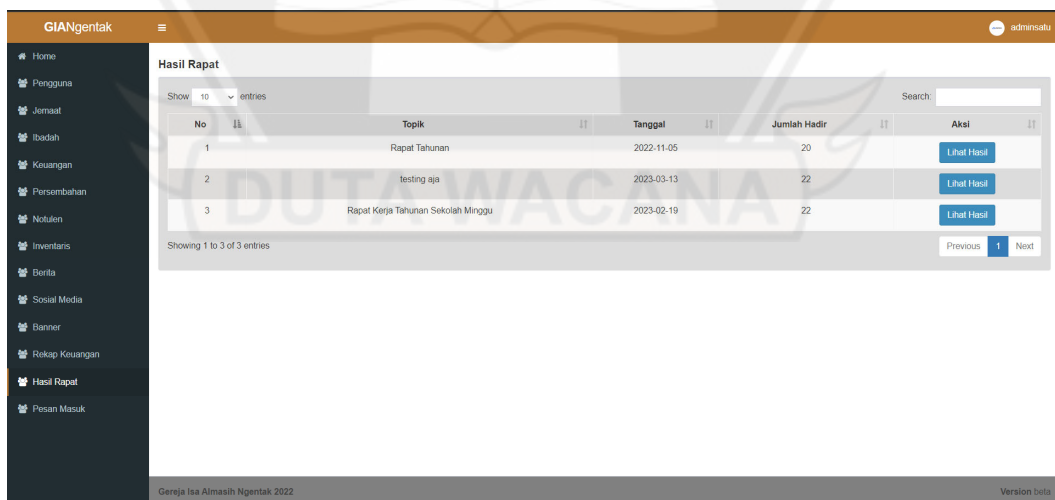 GIANgentak adminsatu
Home
Pengguna
Jemaat
Ibadah
Keuangan
Persembahan
Notulen
Inventaris
Berita
Sosial Media
Banner
Rekap Keuangan
Hasil Rapat
Pesan Masuk
Hasil Rapat
Show 10 entries Search:
No Topik Tanggal Jumlah Hadir Aksi
1 Rapat Tahunan 2022-11-05 20 Lihat Hasil
2 testing aja 2023-03-13 22 Lihat Hasil
3 Rapat Kerja Tahunan Sekolah Minggu 2023-02-19 22 Lihat Hasil
Showing 1 to 3 of 3 entries Previous 1 Next
DUTA WACANA
Gereja Isa Almasih Ngentak 2022 Version beta